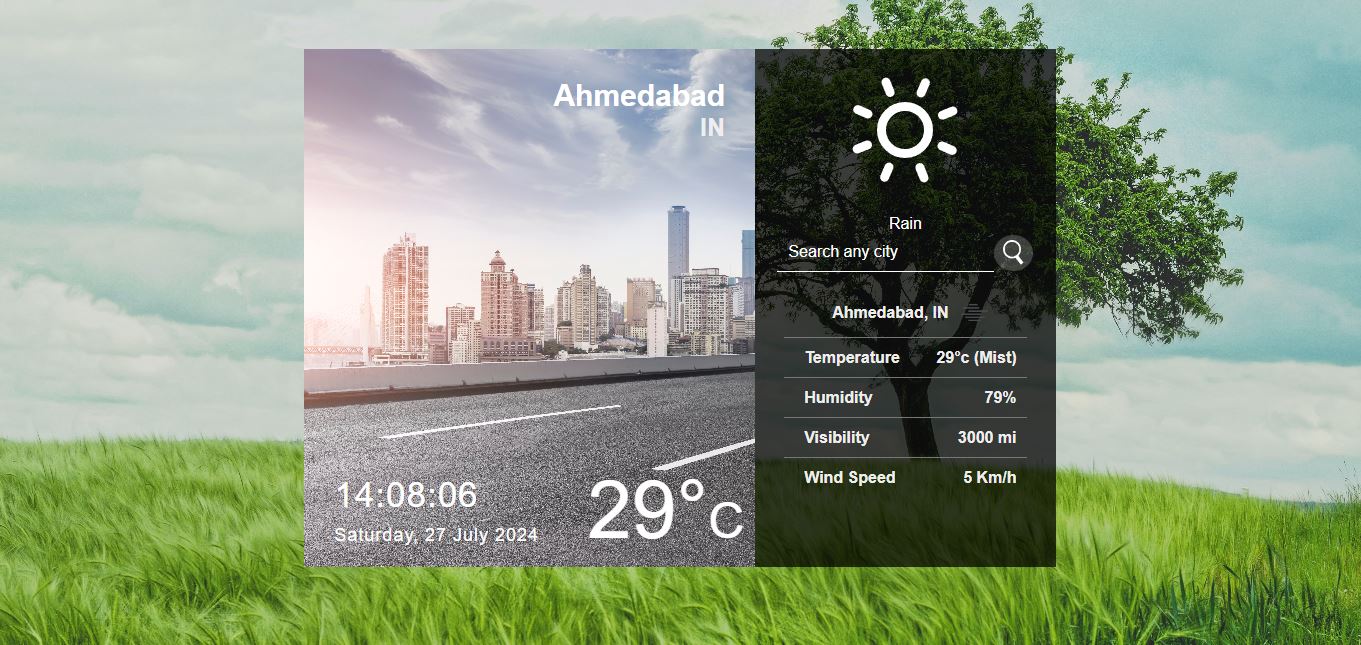 Ahmedabad
IN
14:08:06
Saturday, 27 July 2024
29°C
Rain
Search any city
Ahmedabad, IN
Temperature 29°c (Mist)
Humidity 79%
Visibility 3000 mi
Wind Speed 5 Km/h